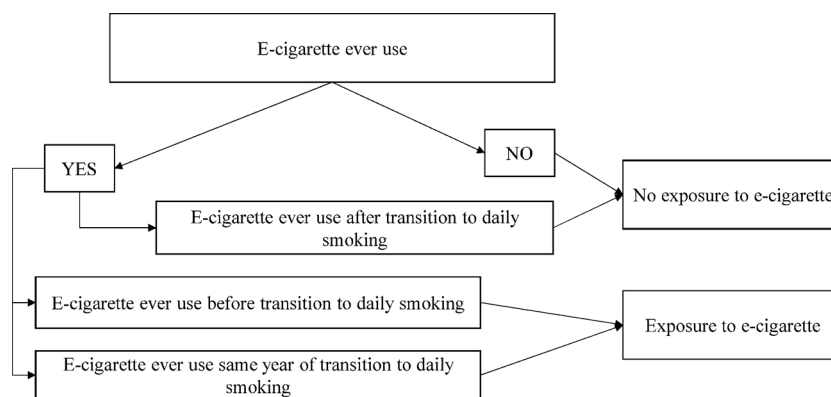 E-cigarette ever use
YES
NO
No exposure to e-cigarette
E-cigarette ever use after transition to daily
smoking
E-cigarette ever use before transition to daily smoking
Exposure to e-cigarette
E-cigarette ever use same year of transition to daily
smoking